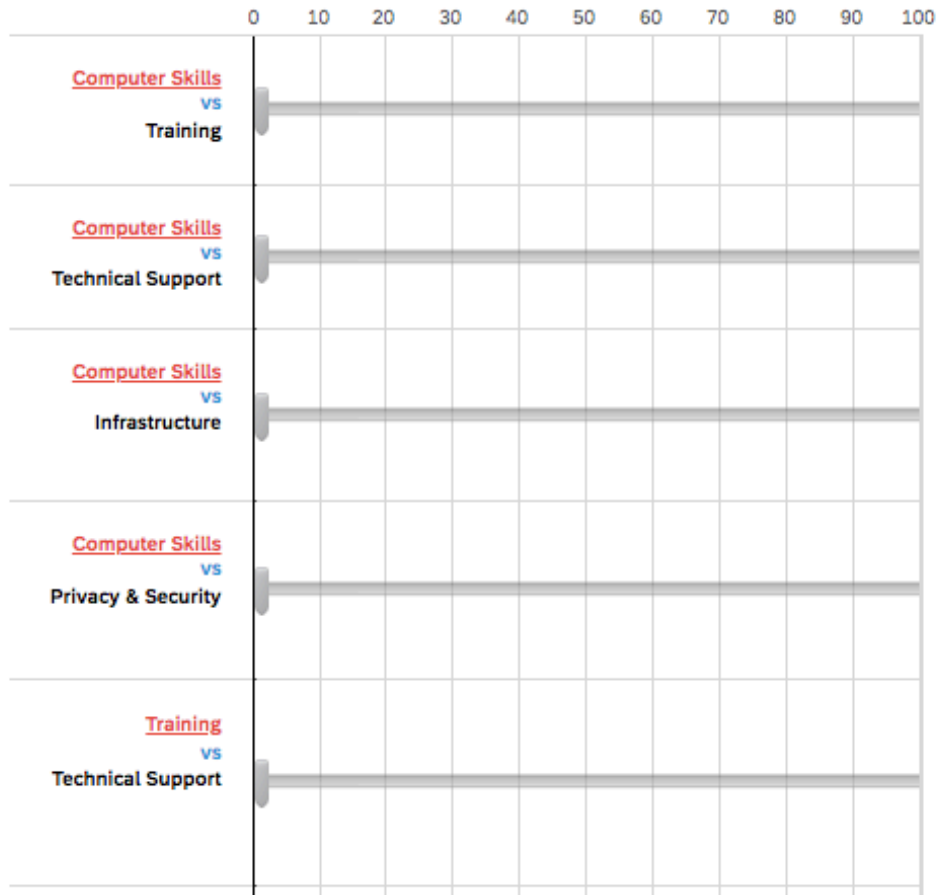 0 10 20 30 40 50 60 70 80 90 100
Computer Skills
vs
Training
Computer Skills
vs
Technical Support
Computer Skills
vs
Infrastructure
Computer Skills
vs
Privacy & Security
Training
vs
Technical Support